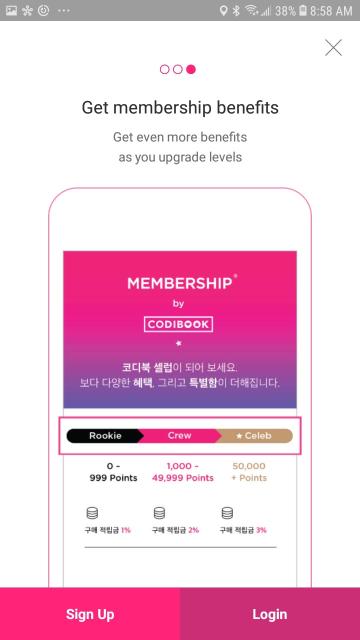 38% 8:58 AM
Get membership benefits
Get even more benefits
as you upgrade levels
MEMBERSHIP
by
CODIBOOK
코디북 셀럽이 되어 보세요.
보다 다양한 혜택, 그리고 특별함이 더해집니다.
Rookie Crew ★ Celeb
0 ~ 1,000 ~ 50,000
999 Points 49,999 Points + Points
구매 적립금 1% 구매 적립금 2% 구매 적립금 3%
Sign Up Login